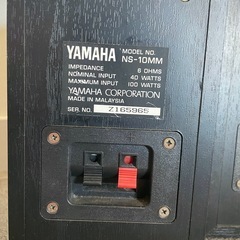 YAMAHA MODEL NO. NS-10MM
IMPEDANCE 6 OHMS
NOMINAL INPUT 40 WATTS
MAXIMUM INPUT 100 WATTS
YAMAHA CORPORATION
MADE IN MALAYSIA
SER. NO. Z165965